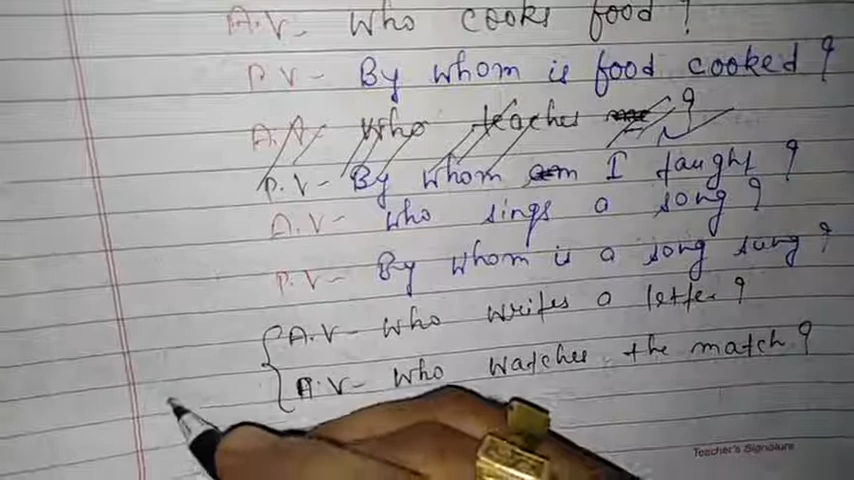 A.V- Who cooks food?
P.V- By whom is food cooked?
A.A- Who teaches ?
P.V- By whom am I taught?
A.V- who sings a song?
P.V- By whom is a song sung?
A.V- who writes a letter?
A.V- who watches the match?
Teacher's Signature